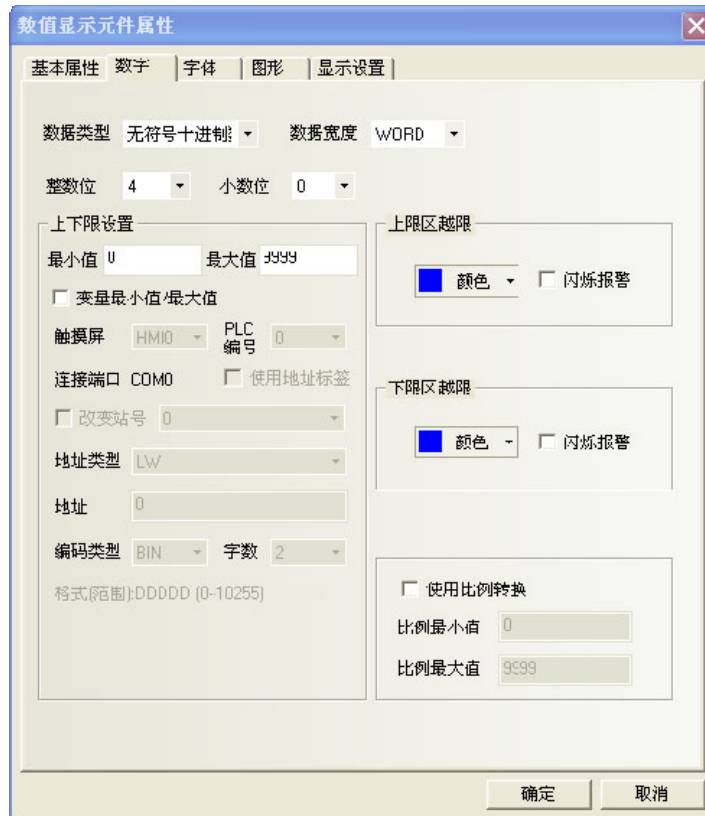 数值显示元件属性
基本属性 数字 字体 图形 显示设置
数据类型 无符号十进制 数据宽度 WORD
整数位 4 小数位 0
上下限设置
最小值 0 最大值 9999
变量最小值/最大值
触摸屏 HMI0 PLC编号 0
连接端口 COM0 使用地址标签
改变站号 0
地址类型 LW
地址 0
编码类型 BIN 字数 2
格式(范围):DDDDD (0~10255)
上限区越限
颜色 闪烁报警
下限区越限
颜色 闪烁报警
使用比例转换
比例最小值 0
比例最大值 9999
确定 取消